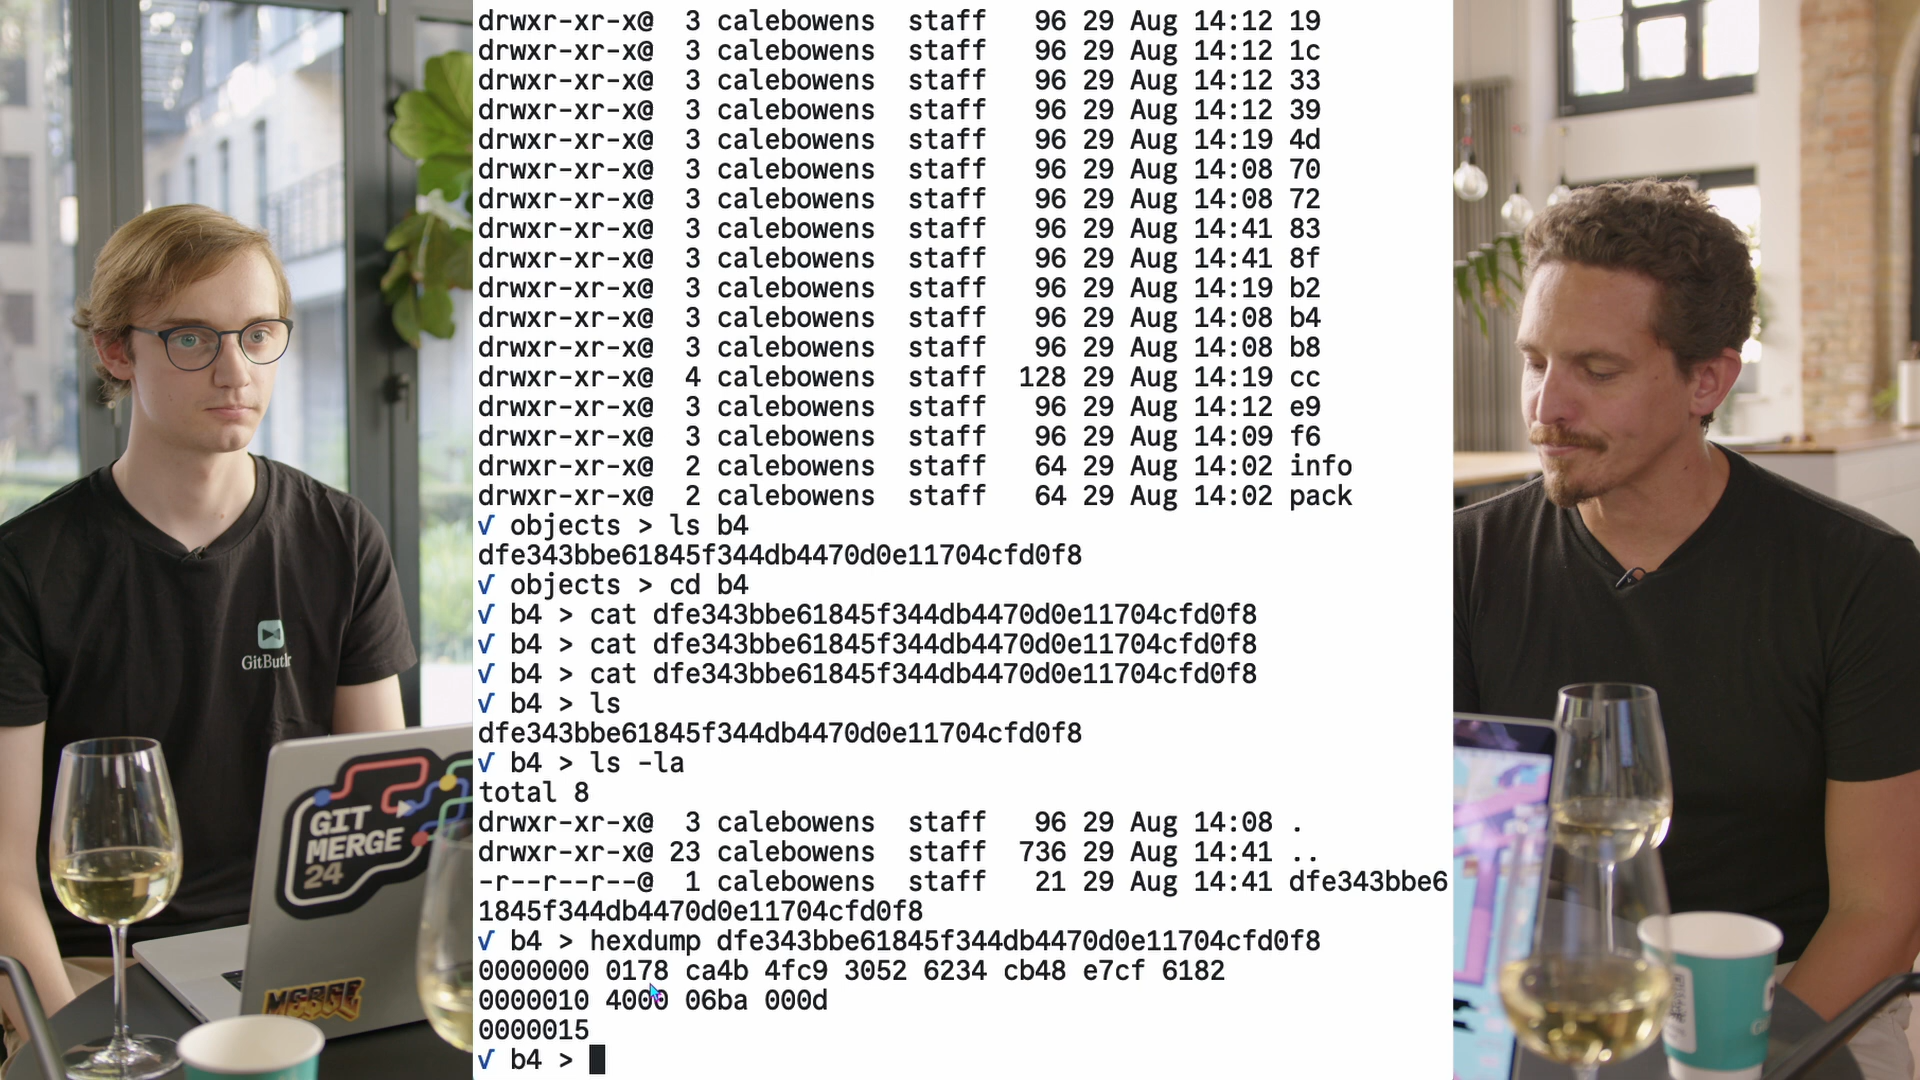 drwxr-xr-x@  3 calebowens  staff   96 29 Aug 14:12 19
drwxr-xr-x@  3 calebowens  staff   96 29 Aug 14:12 1c
drwxr-xr-x@  3 calebowens  staff   96 29 Aug 14:12 33
drwxr-xr-x@  3 calebowens  staff   96 29 Aug 14:12 39
drwxr-xr-x@  3 calebowens  staff   96 29 Aug 14:19 4d
drwxr-xr-x@  3 calebowens  staff   96 29 Aug 14:08 70
drwxr-xr-x@  3 calebowens  staff   96 29 Aug 14:08 72
drwxr-xr-x@  3 calebowens  staff   96 29 Aug 14:41 83
drwxr-xr-x@  3 calebowens  staff   96 29 Aug 14:41 8f
drwxr-xr-x@  3 calebowens  staff   96 29 Aug 14:19 b2
drwxr-xr-x@  3 calebowens  staff   96 29 Aug 14:08 b4
drwxr-xr-x@  3 calebowens  staff   96 29 Aug 14:08 b8
drwxr-xr-x@  4 calebowens  staff  128 29 Aug 14:19 cc
drwxr-xr-x@  3 calebowens  staff   96 29 Aug 14:12 e9
drwxr-xr-x@  3 calebowens  staff   96 29 Aug 14:09 f6
drwxr-xr-x@  2 calebowens  staff   64 29 Aug 14:02 info
drwxr-xr-x@  2 calebowens  staff   64 29 Aug 14:02 pack
√ objects > ls b4
dfe343bbe61845f344db4470d0e11704cfd0f8
√ objects > cd b4
√ b4 > cat dfe343bbe61845f344db4470d0e11704cfd0f8
√ b4 > cat dfe343bbe61845f344db4470d0e11704cfd0f8
√ b4 > cat dfe343bbe61845f344db4470d0e11704cfd0f8
√ b4 > ls
dfe343bbe61845f344db4470d0e11704cfd0f8
√ b4 > ls -la
total 8
drwxr-xr-x@  3 calebowens  staff   96 29 Aug 14:08 .
drwxr-xr-x@ 23 calebowens  staff  736 29 Aug 14:41 ..
-r--r--r--@  1 calebowens  staff   21 29 Aug 14:41 dfe343bbe6
1845f344db4470d0e11704cfd0f8
√ b4 > hexdump dfe343bbe61845f344db4470d0e11704cfd0f8
0000000 0178 ca4b 4fc9 3052 6234 cb48 e7cf 6182
0000010 4000 06ba 000d
0000015
√ b4 >
GitButlr
GIT
MERGE
24
MERGE